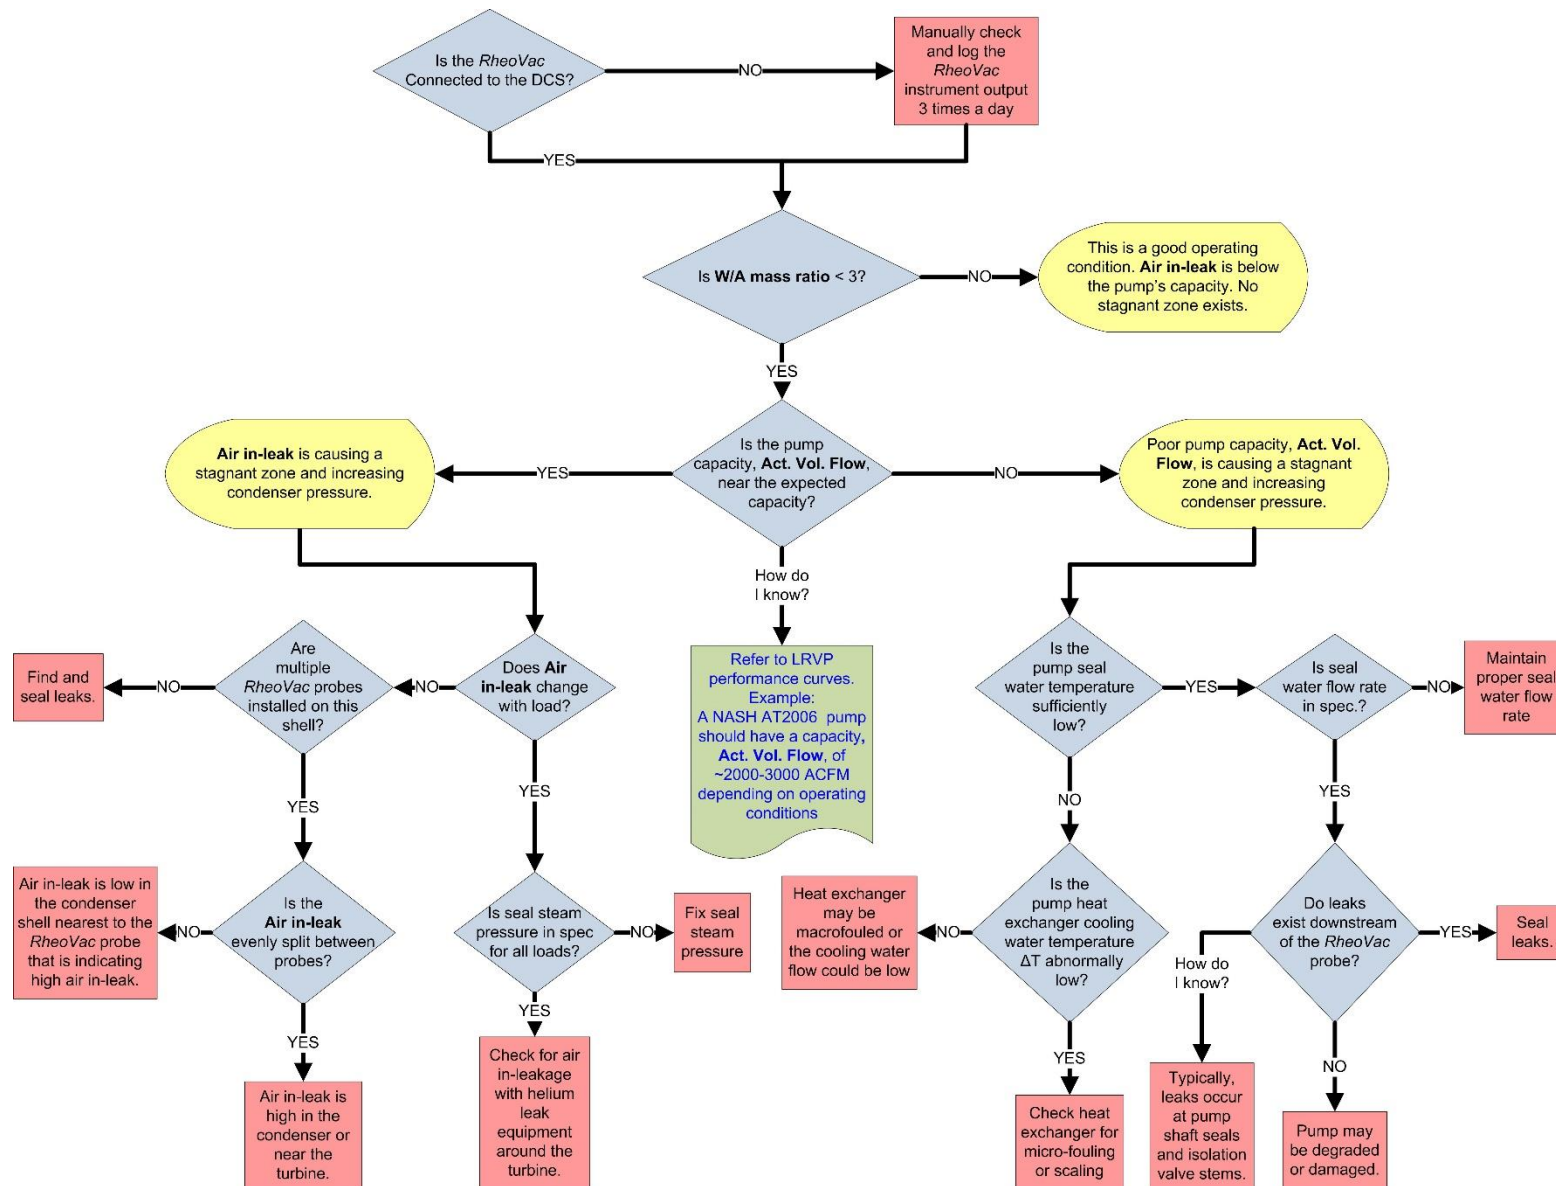 Is the RheoVac
Connected to the DCS?
NO
Manually check
and log the
RheoVac
instrument output
3 times a day
YES
Is W/A mass ratio < 3?
NO
This is a good operating
condition. Air in-leak is below
the pump's capacity. No
stagnant zone exists.
YES
Air in-leak is causing a
stagnant zone and increasing
condenser pressure.
YES
Is the pump
capacity, Act. Vol. Flow,
near the expected
capacity?
NO
Poor pump capacity, Act. Vol.
Flow, is causing a stagnant
zone and increasing
condenser pressure.
How do
I know?
Refer to LRVP
performance curves.
Example:
A NASH AT2006 pump
should have a capacity,
Act. Vol. Flow, of
~2000-3000 ACFM
depending on operating
conditions
Find and
seal leaks.
NO
Are
multiple
RheoVac probes
installed on this
shell?
NO
Does Air
in-leak change
with load?
Is the
pump seal
water temperature
sufficiently
low?
YES
Is seal
water flow rate
in spec.?
NO
Maintain
proper seal
water flow
rate
YES
YES
NO
YES
Air in-leak is low in
the condenser
shell nearest to the
RheoVac probe
that is indicating
high air in-leak.
NO
Is the
Air in-leak
evenly split between
probes?
Is seal steam
pressure in spec
for all loads?
NO
Fix seal
steam
pressure
Heat exchanger
may be
macrofouled or
the cooling water
flow could be low
NO
Is the
pump heat
exchanger cooling
water temperature
ΔT abnormally
low?
Do leaks
exist downstream
of the RheoVac
probe?
YES
Seal
leaks.
How do
I know?
YES
YES
YES
NO
Air in-leak is
high in the
condenser or
near the
turbine.
Check for air
in-leakage
with helium
leak
equipment
around the
turbine.
Check heat
exchanger for
micro-fouling
or scaling
Typically,
leaks occur
at pump
shaft seals
and isolation
valve stems.
Pump may
be degraded
or damaged.